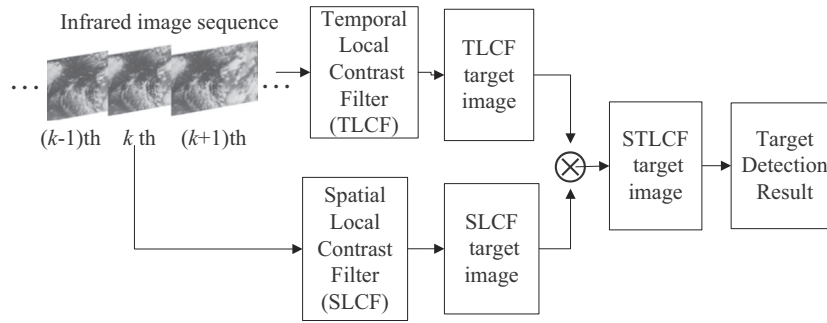 Infrared image sequence
... ...
(k-1)th k th (k+1)th
Temporal
Local
Contrast
Filter
(TLCF)
TLCF
target
image
Spatial
Local
Contrast
Filter
(SLCF)
SLCF
target
image
STLCF
target
image
Target
Detection
Result